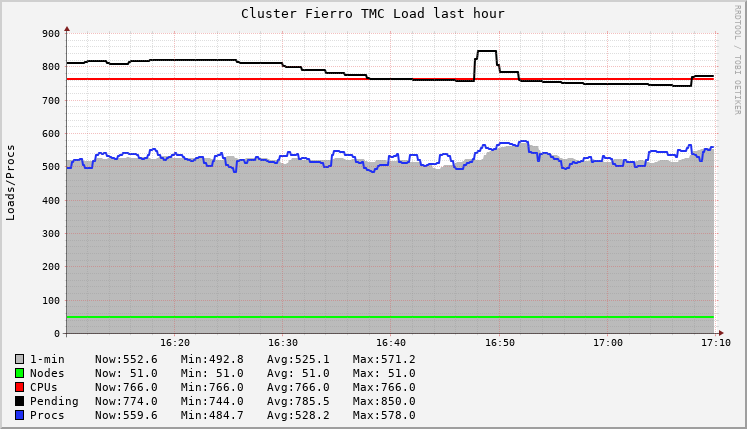 Cluster Fierro TMC Load last hour
RRDTOOL / TOBI OETIKER
Loads/Procs
900
800
700
600
500
400
300
200
100
0
16:20 16:30 16:40 16:50 17:00 17:10
1-min Now:552.6 Min:492.8 Avg:525.1 Max:571.2
Nodes Now: 51.0 Min: 51.0 Avg: 51.0 Max: 51.0
CPUs Now:766.0 Min:766.0 Avg:766.0 Max:766.0
Pending Now:774.0 Min:744.0 Avg:785.5 Max:850.0
Procs Now:559.6 Min:484.7 Avg:528.2 Max:578.0